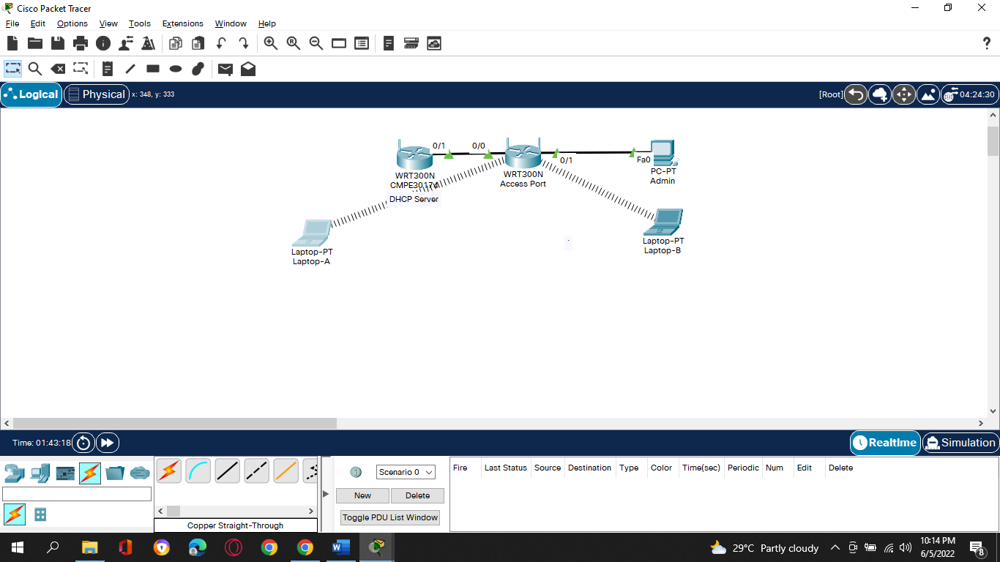 Cisco Packet Tracer
File Edit Options View Tools Extensions Window Help
Logical Physical x: 348, y: 333 [Root] 04:24:30
0/1 0/0 0/1 Fa0
WRT300N
CMPE30174
DHCP Server
WRT300N
Access Port
PC-PT
Admin
Laptop-PT
Laptop-A
Laptop-PT
Laptop-B
Time: 01:43:18 Realtime Simulation
Scenario 0
New Delete
Toggle PDU List Window
Fire Last Status Source Destination Type Color Time(sec) Periodic Num Edit Delete
Copper Straight-Through
29°C Partly cloudy
10:14 PM
6/5/2022
8